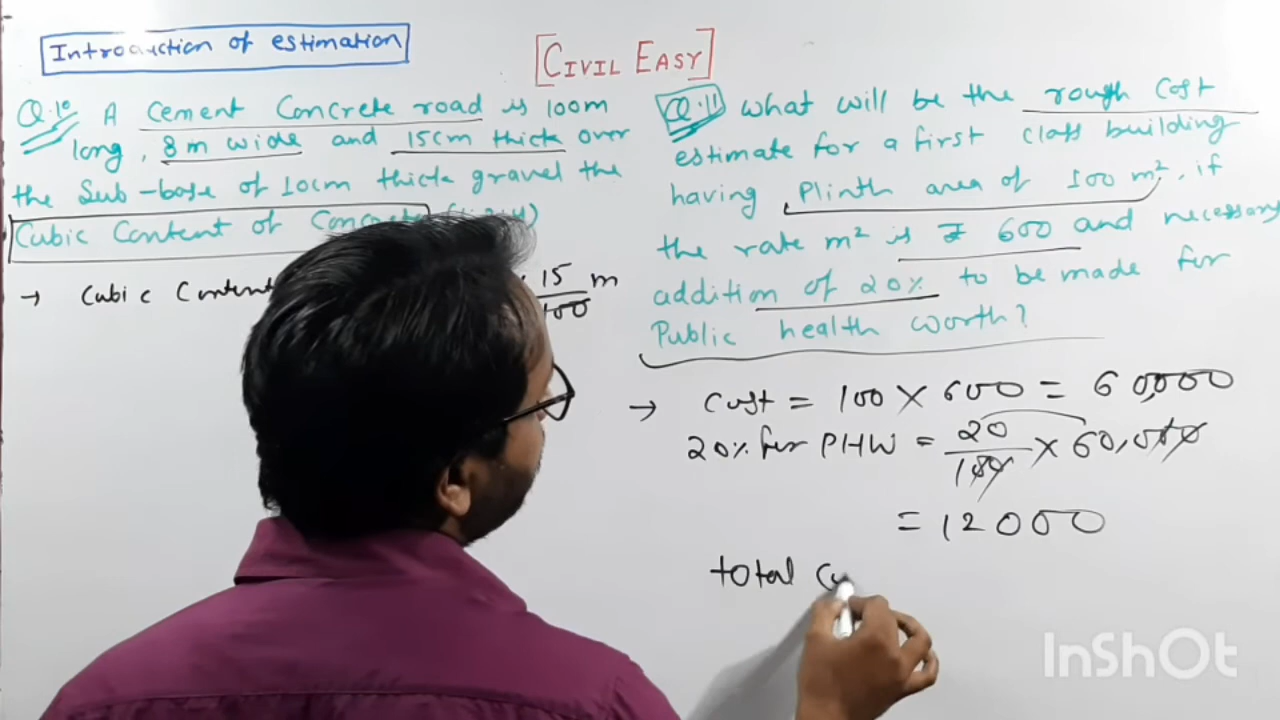 Introduction of estimation
[CIVIL EASY]
Q.10 A cement concrete road is 100m
long, 8m wide and 15cm thick over
the Sub-base of 10cm thick gravel the
Cubic Content of Concrete
→ Cubic Content 15/100 m
Q.11 what will be the rough cost
estimate for a first class building
having Plinth area of 100 m², if
the rate m² is ₹ 600 and necessary
addition of 20% to be made for
Public health worth?
→ Cost = 100 × 600 = 60,000
20% for PHW = 20/100 × 60,000
= 12000
total
InShOt